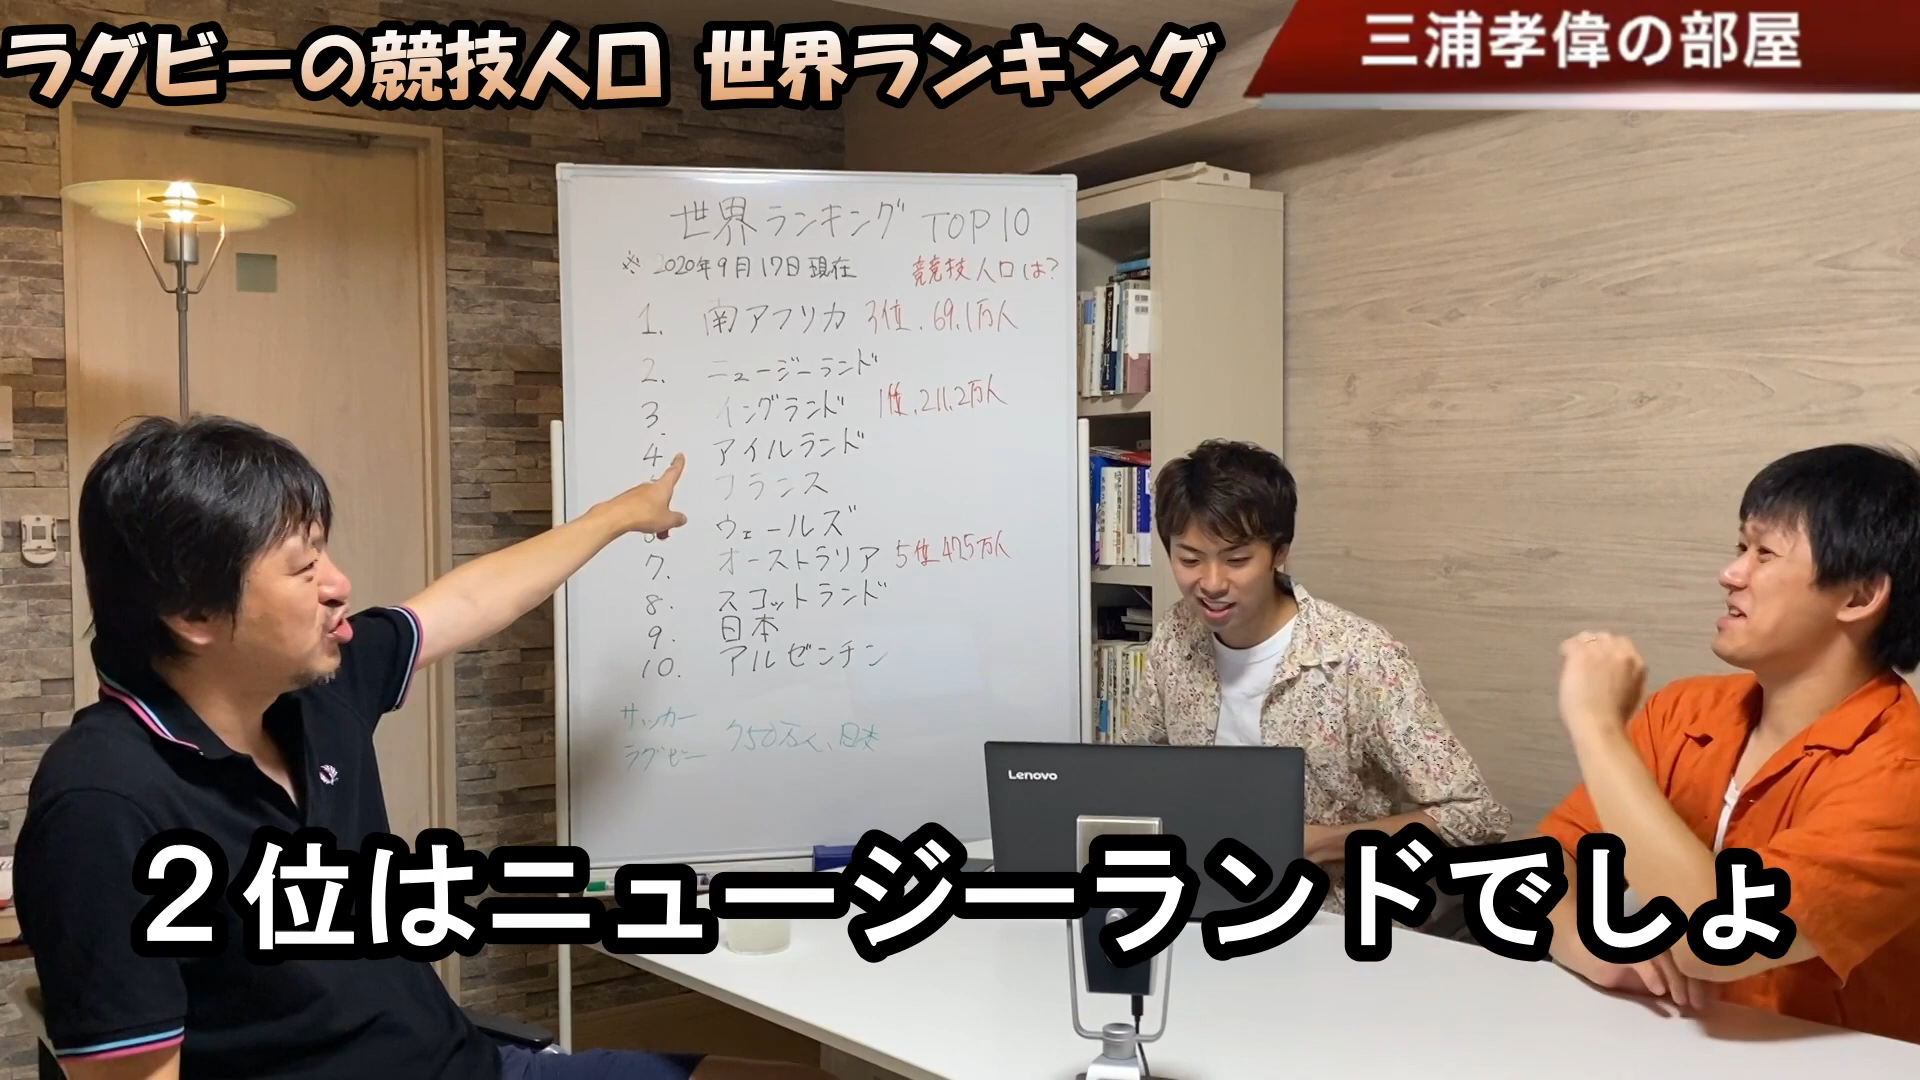 ラグビーの競技人口 世界ランキング
三浦孝偉の部屋
世界ランキング TOP10
※ 2020年9月17日 現在 競技人口は?
1. 南アフリカ 3位.69.1万人
2. ニュージーランド
3. イングランド 1位.211.2万人
4. アイルランド
フランス
ウェールズ
7. オーストラリア 5位 47.5万人
8. スコットランド
9. 日本
10. アルゼンチン
サッカー
ラグビー 750万人、日本
Lenovo
2位はニュージーランドでしょ